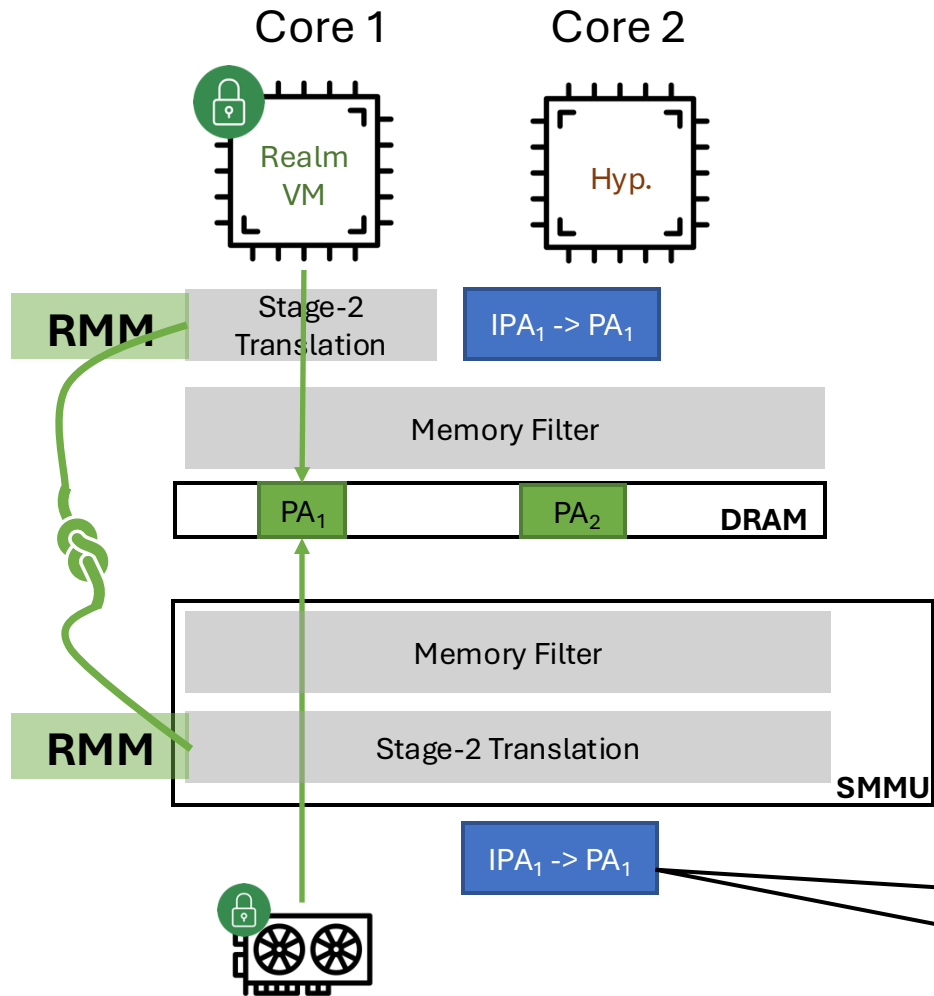 Core 1
Core 2
Realm
VM
Hyp.
RMM
Stage-2
Translation
IPA₁ -> PA₁
Memory Filter
PA₁
PA₂
DRAM
Memory Filter
RMM
Stage-2 Translation
SMMU
IPA₁ -> PA₁